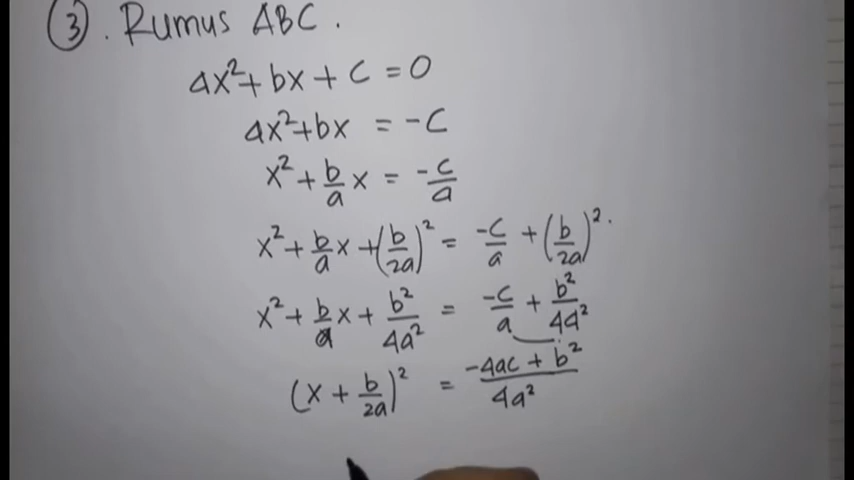 ③. Rumus ABC.
ax² + bx + c = 0
ax² + bx = -c
x² + b/a x = -c/a
x² + b/a x + (b/2a)² = -c/a + (b/2a)².
x² + b/a x + b²/4a² = -c/a + b²/4a²
(x + b/2a)² = -4ac + b²/4a²